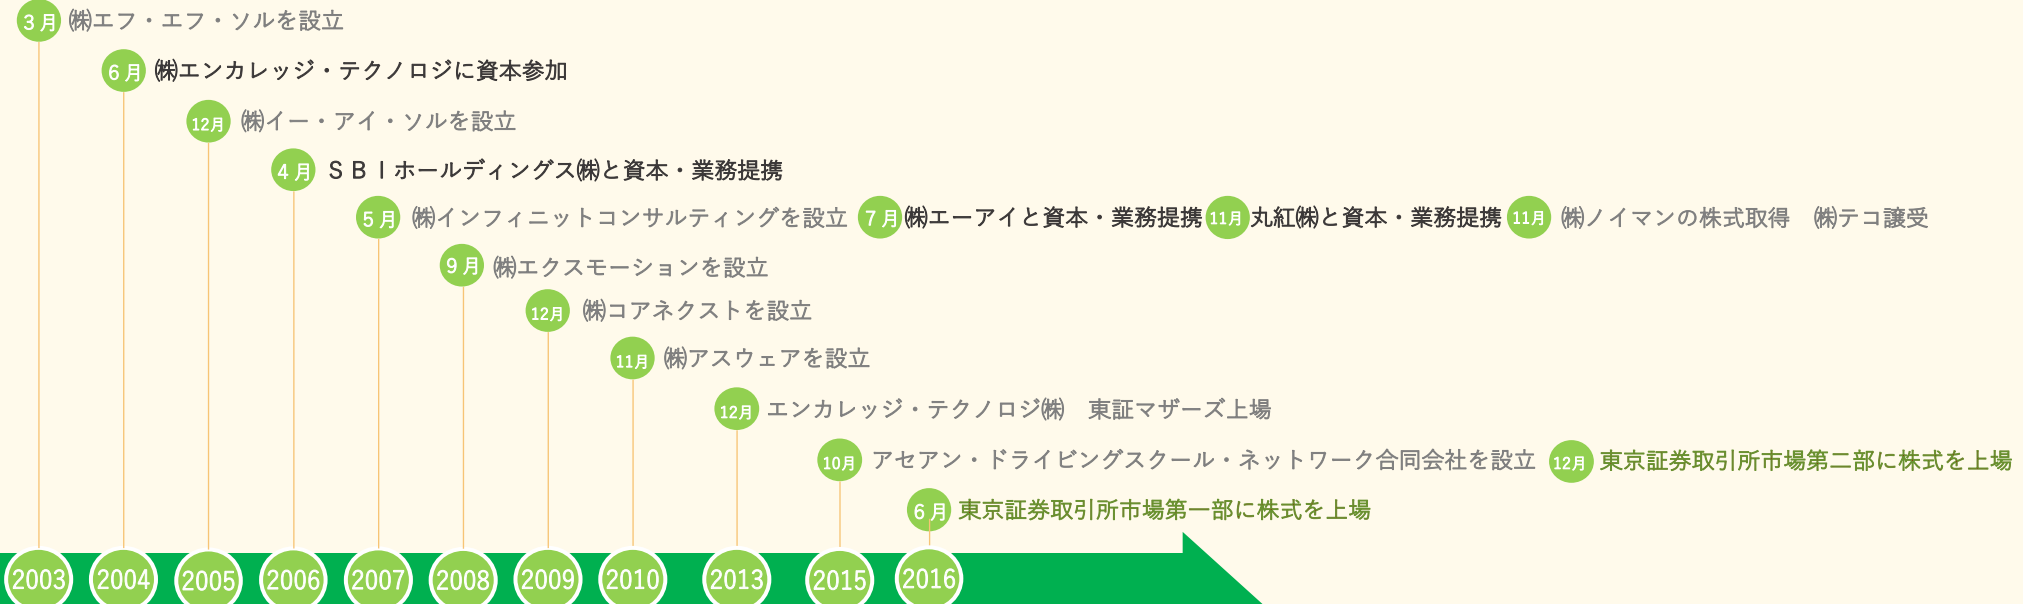 3月 ㈱エフ・エフ・ソルを設立
6月 ㈱エンカレッジ・テクノロジに資本参加
12月 ㈱イー・アイ・ソルを設立
4月 ＳＢＩホールディングス㈱と資本・業務提携
5月 ㈱インフィニットコンサルティングを設立 7月 ㈱エーアイと資本・業務提携 11月 丸紅㈱と資本・業務提携 11月 ㈱ノイマンの株式取得　㈱テコ譲受
9月 ㈱エクスモーションを設立
12月 ㈱コアネクストを設立
11月 ㈱アスウェアを設立
12月 エンカレッジ・テクノロジ㈱　東証マザーズ上場
10月 アセアン・ドライビングスクール・ネットワーク合同会社を設立 12月 東京証券取引所市場第二部に株式を上場
6月 東京証券取引所市場第一部に株式を上場
2003 2004 2005 2006 2007 2008 2009 2010 2013 2015 2016